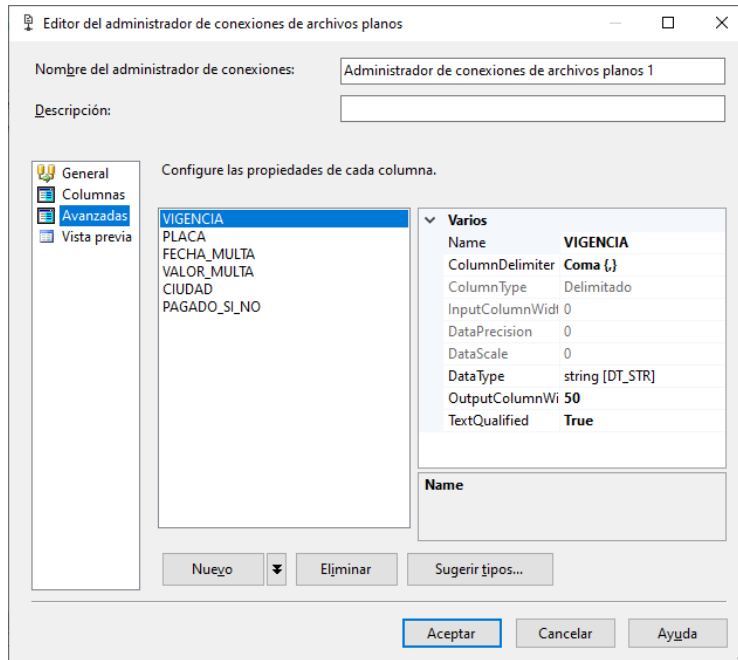 Editor del administrador de conexiones de archivos planos
Nombre del administrador de conexiones: Administrador de conexiones de archivos planos 1
Descripción:
General
Columnas
Avanzadas
Vista previa
Configure las propiedades de cada columna.
VIGENCIA
PLACA
FECHA_MULTA
VALOR_MULTA
CIUDAD
PAGADO_SI_NO
Varios
Name VIGENCIA
ColumnDelimiter Coma {,}
ColumnType Delimitado
InputColumnWidt 0
DataPrecision 0
DataScale 0
DataType string [DT_STR]
OutputColumnWi 50
TextQualified True
Name
Nuevo Eliminar Sugerir tipos...
Aceptar Cancelar Ayuda